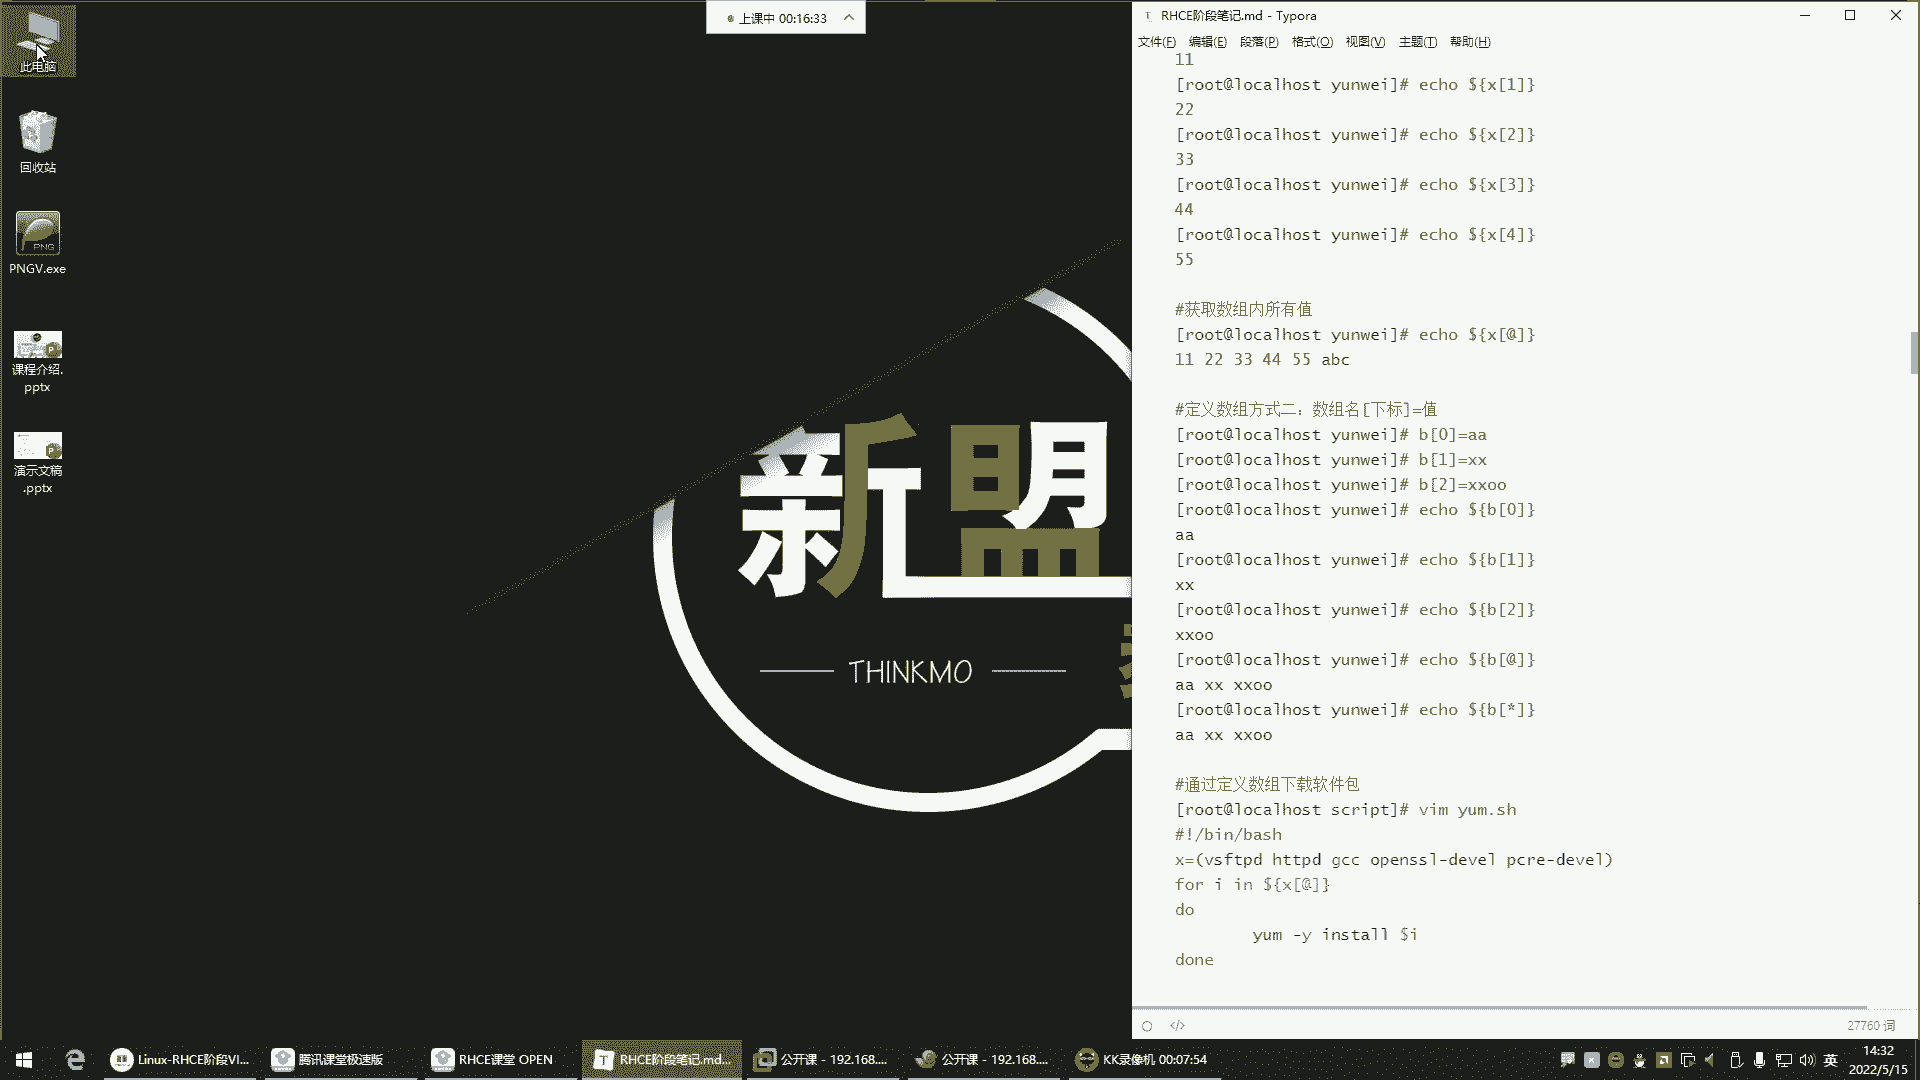 上课中 00:16:33
此电脑
回收站
PNG
PNGV.exe
课程介绍.
pptx
演示文稿
.pptx
新盟
THINKMO
RHCE阶段笔记.md - Typora
文件(F) 编辑(E) 段落(P) 格式(O) 视图(V) 主题(T) 帮助(H)
11
[root@localhost yunwei]# echo ${x[1]}
22
[root@localhost yunwei]# echo ${x[2]}
33
[root@localhost yunwei]# echo ${x[3]}
44
[root@localhost yunwei]# echo ${x[4]}
55
#获取数组内所有值
[root@localhost yunwei]# echo ${x[@]}
11 22 33 44 55 abc
#定义数组方式二：数组名[下标]=值
[root@localhost yunwei]# b[0]=aa
[root@localhost yunwei]# b[1]=xx
[root@localhost yunwei]# b[2]=xxoo
[root@localhost yunwei]# echo ${b[0]}
aa
[root@localhost yunwei]# echo ${b[1]}
xx
[root@localhost yunwei]# echo ${b[2]}
xxoo
[root@localhost yunwei]# echo ${b[@]}
aa xx xxoo
[root@localhost yunwei]# echo ${b[*]}
aa xx xxoo
#通过定义数组下载软件包
[root@localhost script]# vim yum.sh
#!/bin/bash
x=(vsftpd httpd gcc openssl-devel pcre-devel)
for i in ${x[@]}
do
yum -y install $i
done
27760 词
Linux-RHCE阶段VI... 腾讯课堂极速版 RHCE课堂 OPEN RHCE阶段笔记.md... 公开课 - 192.168.... 公开课 - 192.168.... KK录像机 00:07:54 英 14:32
2022/5/15